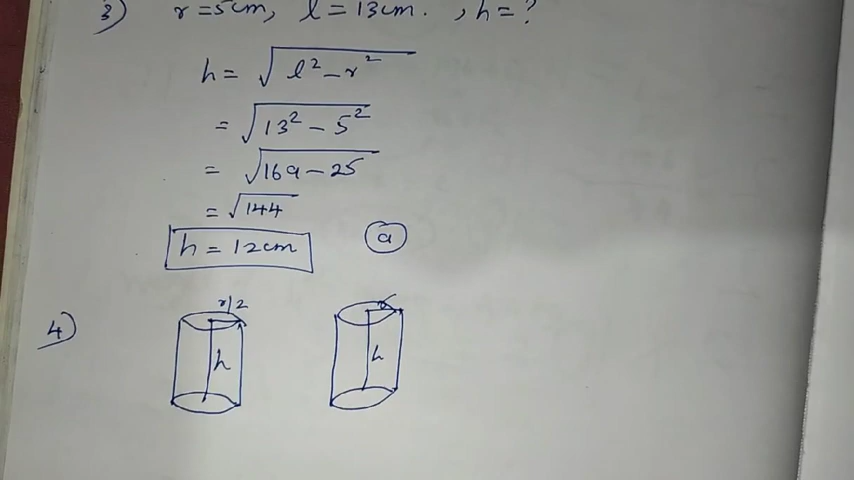 3) r = 5cm, l = 13cm. , h = ?
h = √l² - r²
= √13² - 5²
= √169 - 25
= √144
h = 12cm (a)
4) r/2
h h